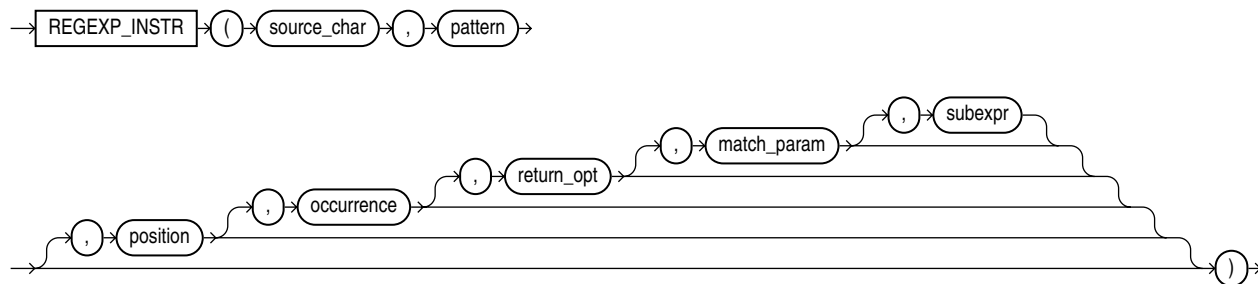 REGEXP_INSTR ( source_char , pattern
, subexpr
, match_param
, return_opt
, occurrence
, position
)